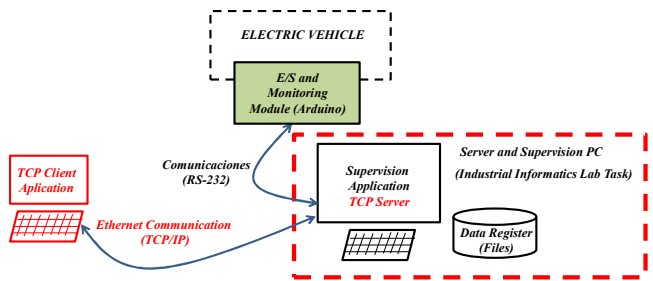 ELECTRIC VEHICLE
E/S and
Monitoring
Module (Arduino)
Comunicaciones
(RS-232)
Server and Supervision PC
(Industrial Informatics Lab Task)
Supervision
Application
TCP Server
TCP Client
Aplication
Ethernet Communication
(TCP/IP)
Data Register
(Files)